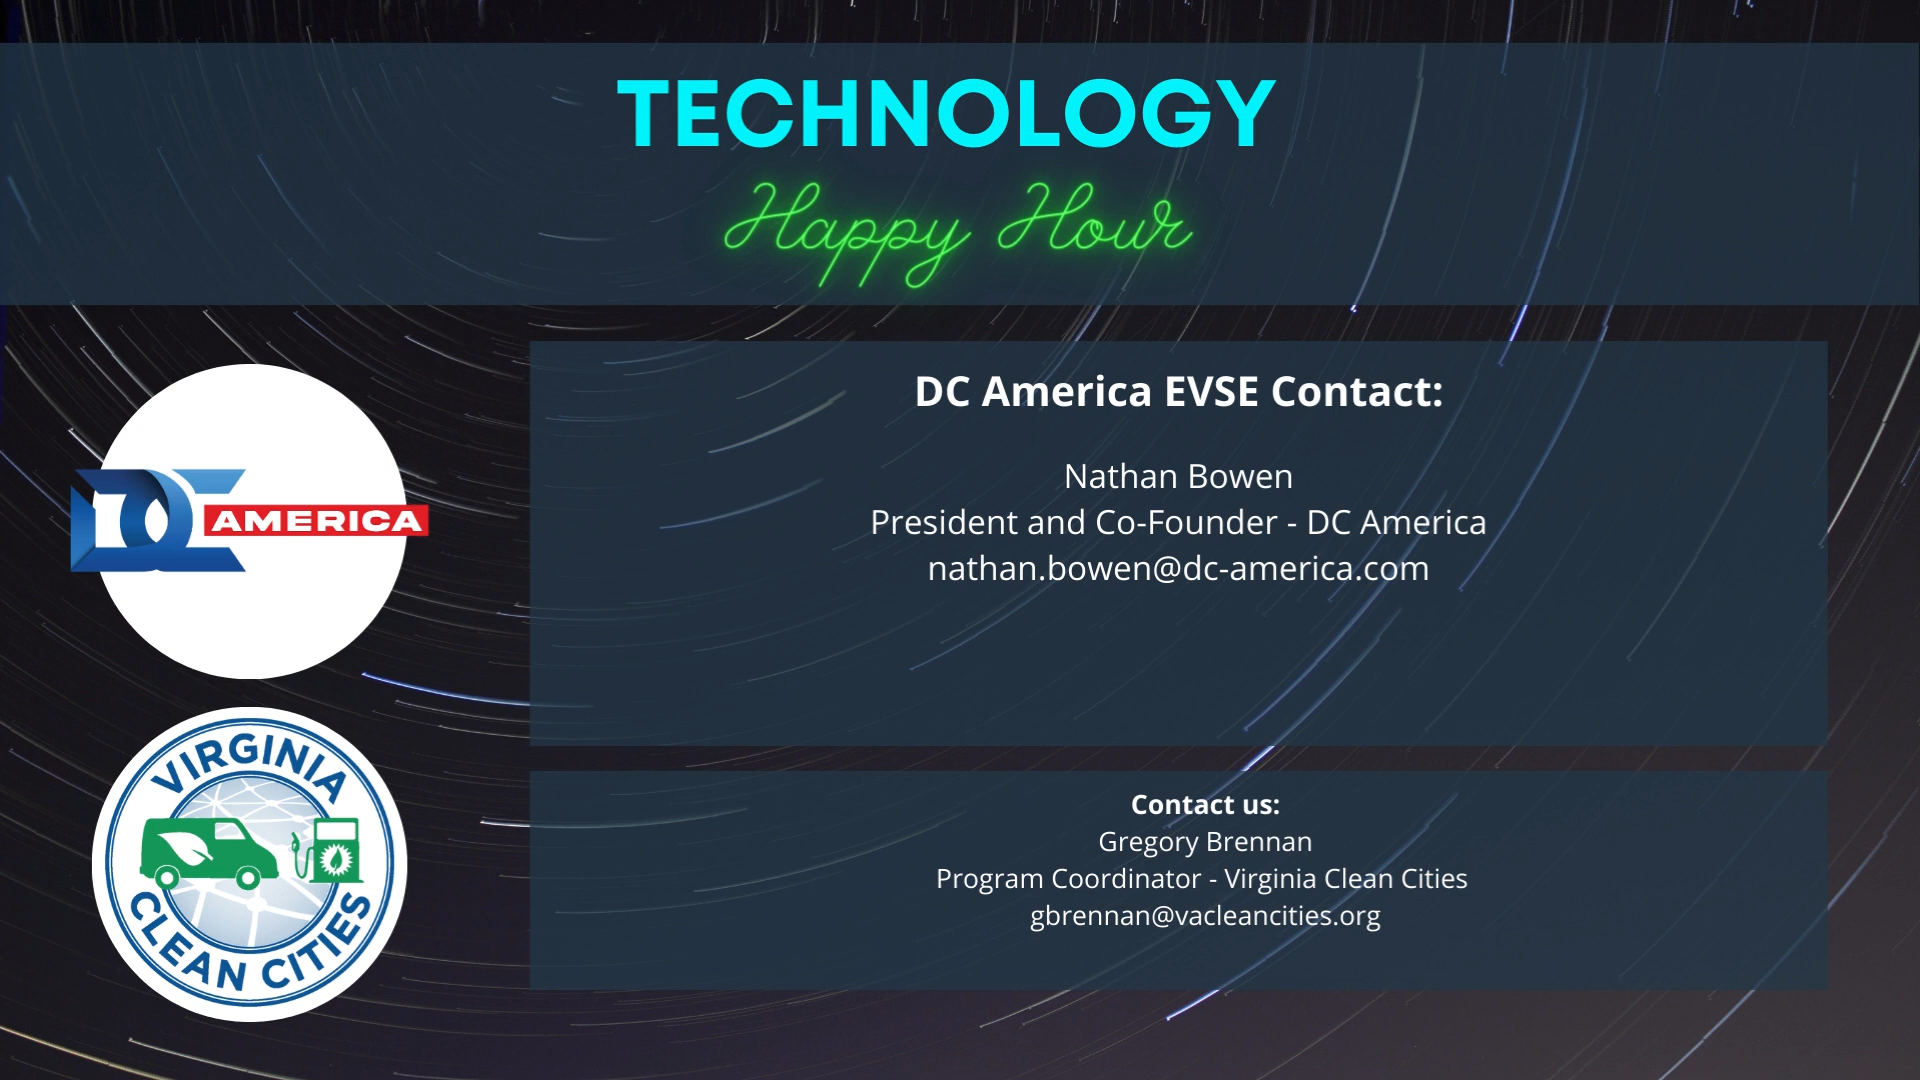 TECHNOLOGY
Happy Hour
DC AMERICA
DC America EVSE Contact:
Nathan Bowen
President and Co-Founder - DC America
nathan.bowen@dc-america.com
VIRGINIA
CLEAN CITIES
Contact us:
Gregory Brennan
Program Coordinator - Virginia Clean Cities
gbrennan@vacleancities.org